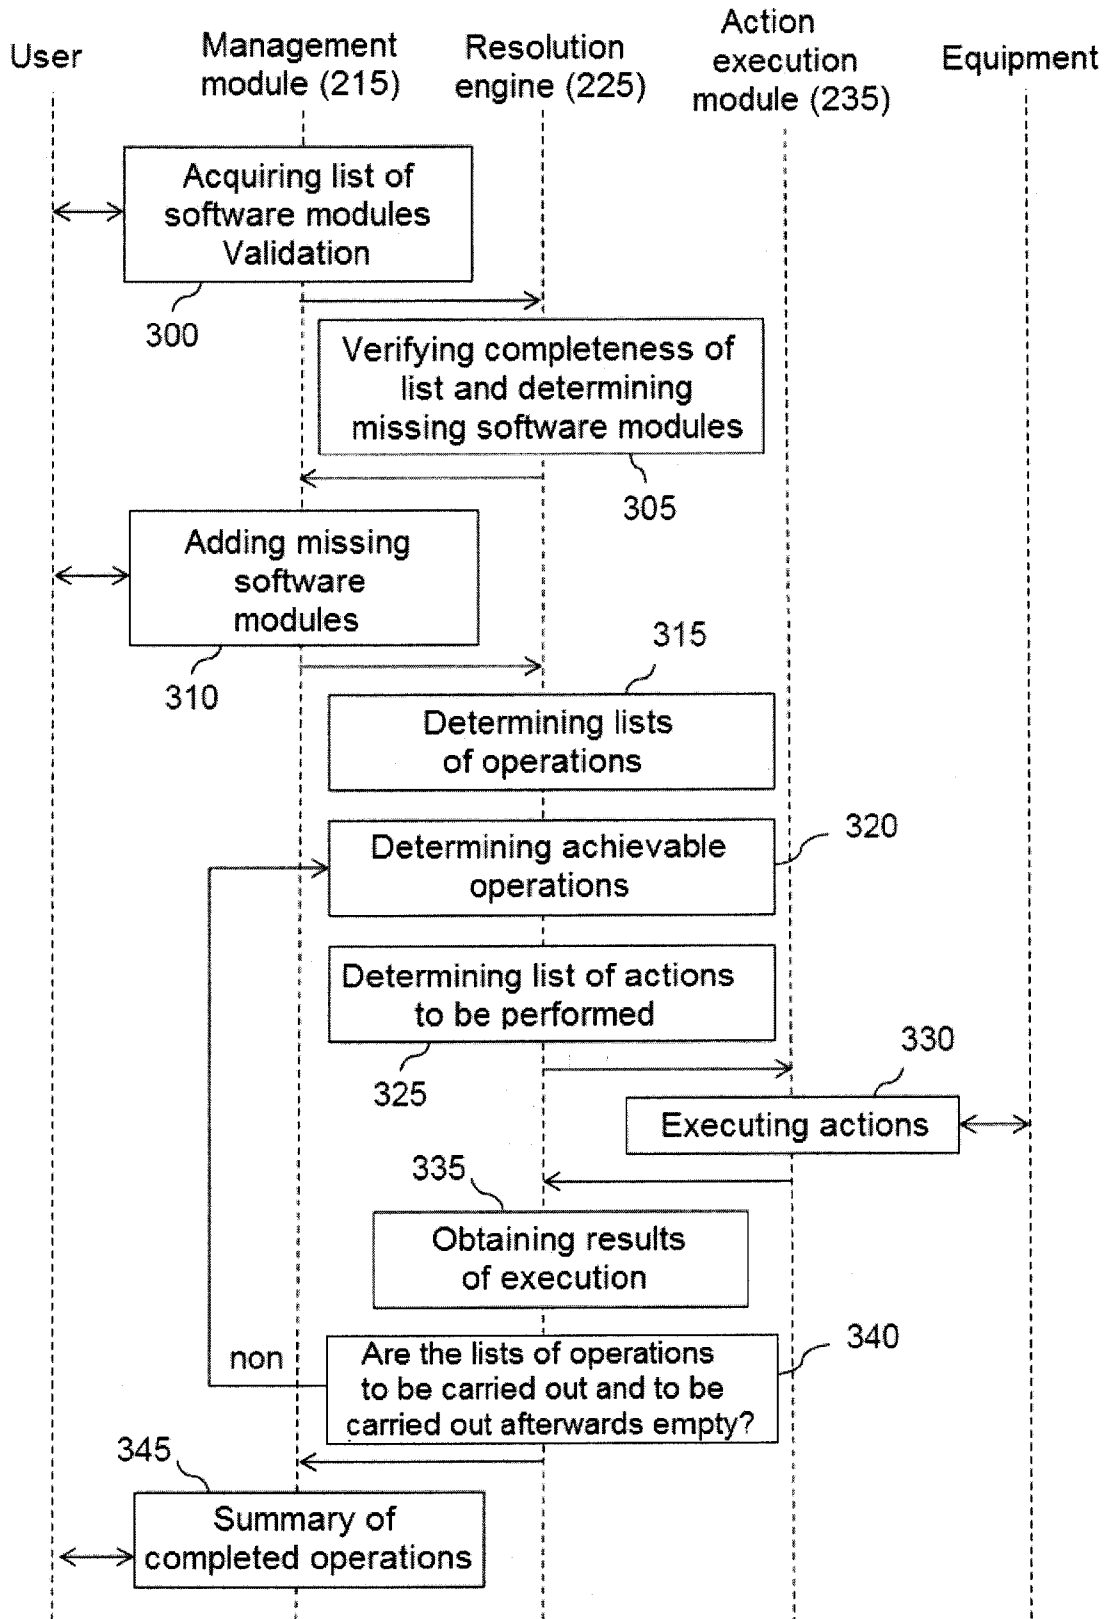 User
Management
module (215)
Resolution
engine (225)
Action
execution
module (235)
Equipment
Acquiring list of
software modules
Validation
300
Verifying completeness of
list and determining
missing software modules
305
Adding missing
software
modules
310
315
Determining lists
of operations
320
Determining achievable
operations
Determining list of actions
to be performed
325
330
Executing actions
335
Obtaining results
of execution
340
non
Are the lists of operations
to be carried out and to be
carried out afterwards empty?
345
Summary of
completed operations